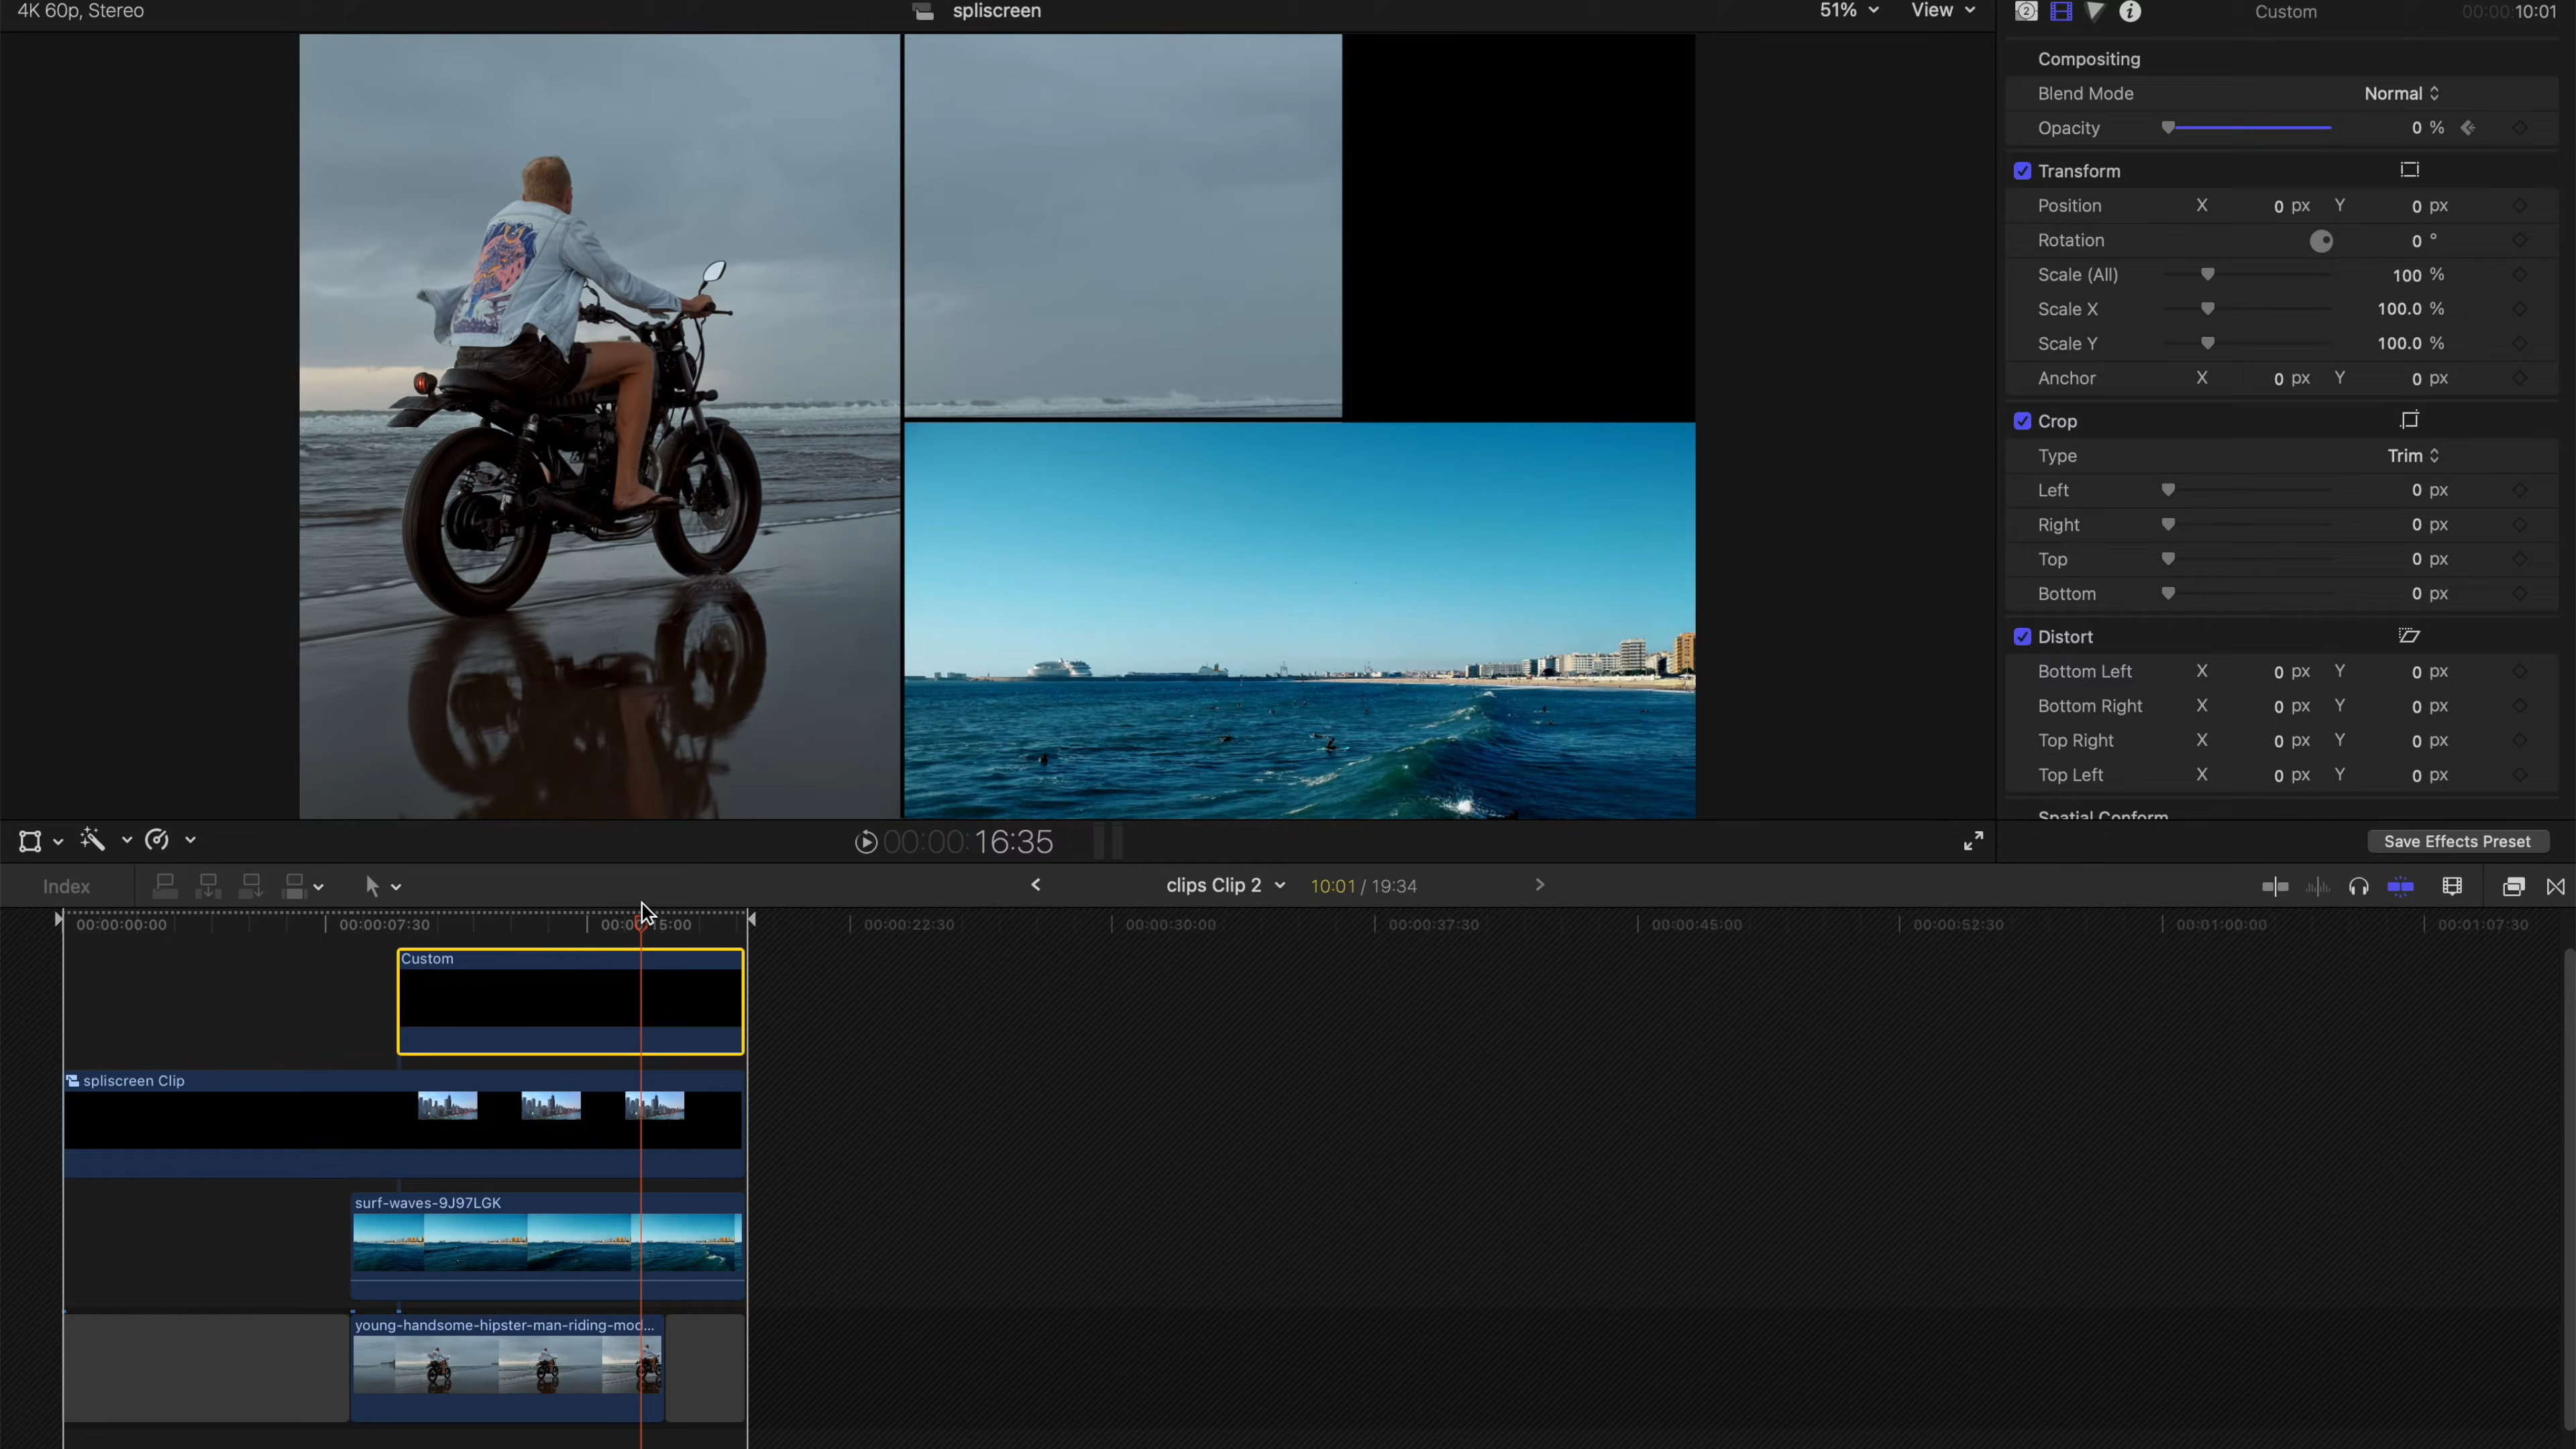 4K 60p, Stereo
spliscreen
51%
View
Custom
00:00:10:01
Compositing
Blend Mode Normal
Opacity 0 %
Transform
Position X 0 px Y 0 px
Rotation 0 °
Scale (All) 100 %
Scale X 100.0 %
Scale Y 100.0 %
Anchor X 0 px Y 0 px
Crop
Type Trim
Left 0 px
Right 0 px
Top 0 px
Bottom 0 px
Distort
Bottom Left X 0 px Y 0 px
Bottom Right X 0 px Y 0 px
Top Right X 0 px Y 0 px
Top Left X 0 px Y 0 px
Spatial Conform
00:00:16:35
Save Effects Preset
Index
clips Clip 2
10:01 / 19:34
00:00:00:00 00:00:07:30 00:00:15:00 00:00:22:30 00:00:30:00 00:00:37:30 00:00:45:00 00:00:52:30 00:01:00:00 00:01:07:30
Custom
spliscreen Clip
surf-waves-9J97LGK
young-handsome-hipster-man-riding-mod...